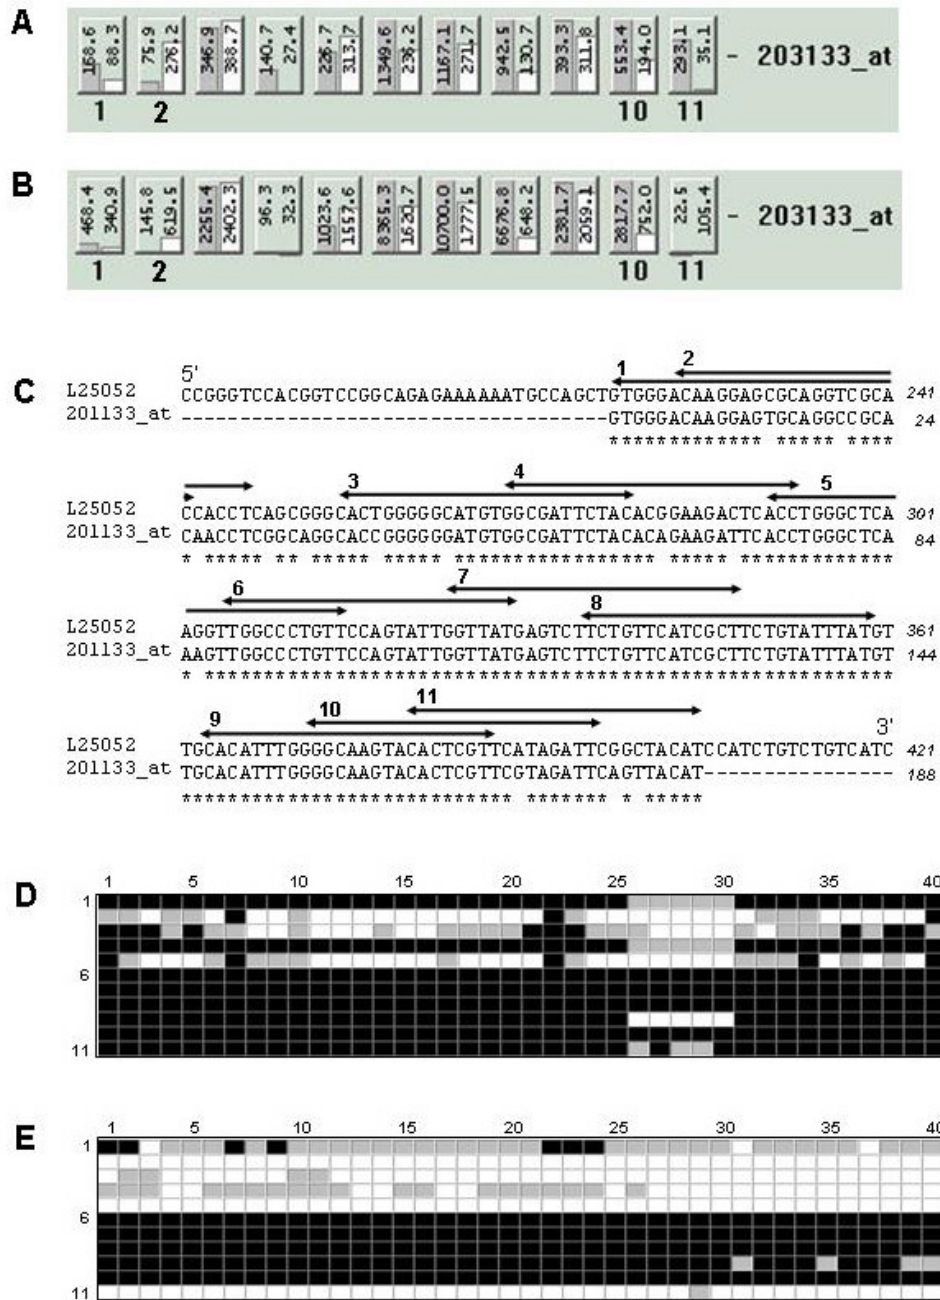 A
168.6 88.3 75.9 276.2 346.9 388.7 140.7 27.4 226.7 313.7 1349.6 236.2 1167.1 271.7 942.5 130.7 393.3 311.8 553.4 194.0 293.1 35.1 - 203133_at
1 2 10 11
B
468.4 340.9 145.8 619.5 2255.4 2402.3 96.3 32.3 1023.6 1557.6 8365.3 1620.7 10700.0 1777.5 6676.8 648.2 2381.7 2059.1 2817.7 752.0 22.5 105.4 - 203133_at
1 2 10 11
C
5'
1 2
L25052 CCGGGTCCACGGTCCGGCAGAGAAAAAATGCCAGCTGTGGGACAAGGAGCGCAGGTCGCA 241
201133_at ------------------------------------GTGGGACAAGGAGTGCAGGCCGCA 24
************* ***** ****
3 4 5
L25052 CCACCTCAGCGGGCACTGGGGGCATGTGGCGATTCTACACGGAAGACTCACCTGGGCTCA 301
201133_at CAACCTCGGCAGGCACCGGGGGGATGTGGCGATTCTACACAGAAGATTCACCTGGGCTCA 84
* ***** ** ***** ***** ***************** ***** *************
6 7 8
L25052 AGGTTGGCCCTGTTCCAGTATTGGTTATGAGTCTTCTGTTCATCGCTTCTGTATTTATGT 361
201133_at AAGTTGGCCCTGTTCCAGTATTGGTTATGAGTCTTCTGTTCATCGCTTCTGTATTTATGT 144
* **********************************************************
9 10 11
3'
L25052 TGCACATTTGGGGCAAGTACACTCGTTCATAGATTCGGCTACATCCATCTGTCTGTCATC 421
201133_at TGCACATTTGGGGCAAGTACACTCGTTCGTAGATTCAGTTACAT---------------- 188
**************************** ******* * *****
D
1 5 10 15 20 25 30 35 40
1
6
11
E
1 5 10 15 20 25 30 35 40
1
6
11